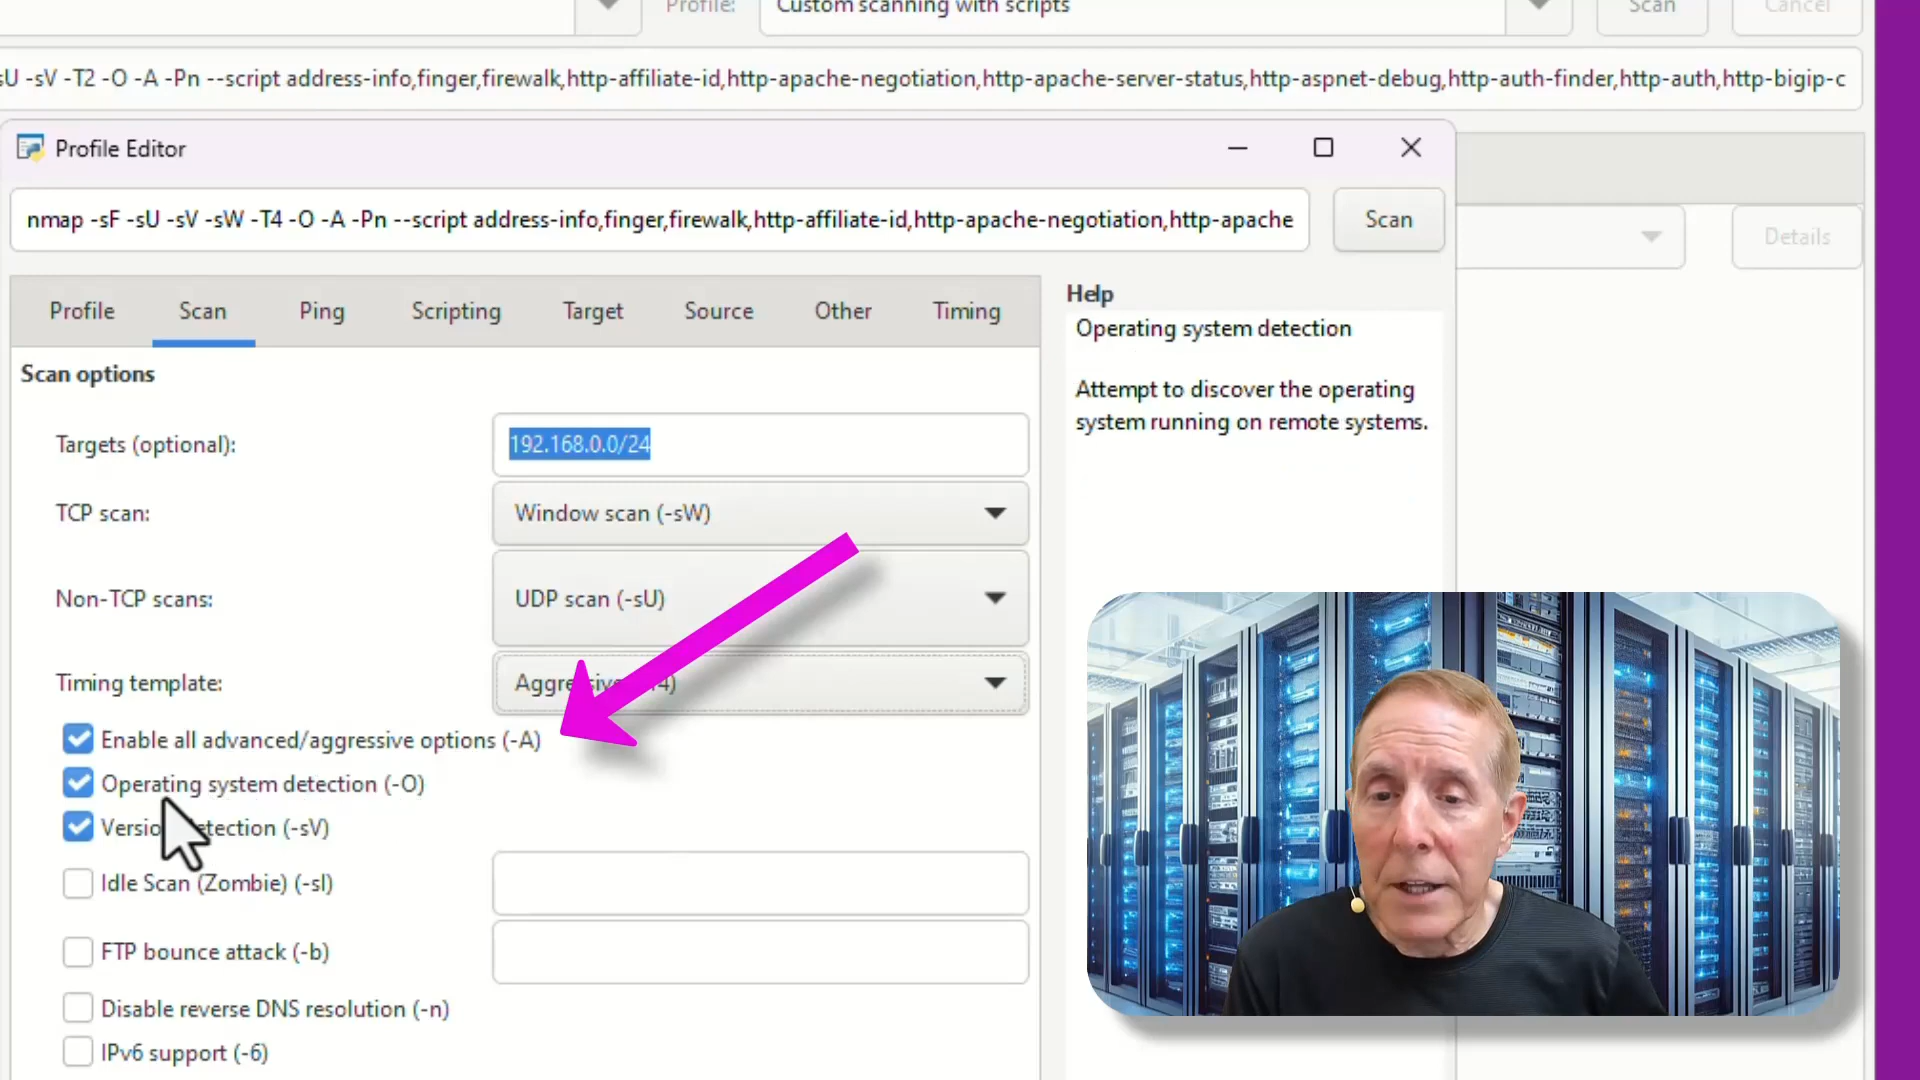 Profile:
Custom scanning with scripts
Scan
Cancel
sU -sV -T2 -O -A -Pn --script address-info,finger,firewalk,http-affiliate-id,http-apache-negotiation,http-apache-server-status,http-aspnet-debug,http-auth-finder,http-auth,http-bigip-c
Profile Editor
nmap -sF -sU -sV -sW -T4 -O -A -Pn --script address-info,finger,firewalk,http-affiliate-id,http-apache-negotiation,http-apache
Scan
Details
Profile
Scan
Ping
Scripting
Target
Source
Other
Timing
Help
Operating system detection
Attempt to discover the operating
system running on remote systems.
Scan options
Targets (optional):
192.168.0.0/24
TCP scan:
Window scan (-sW)
Non-TCP scans:
UDP scan (-sU)
Timing template:
Enable all advanced/aggressive options (-A)
Operating system detection (-O)
detection (-sV)
Idle Scan (Zombie) (-sI)
FTP bounce attack (-b)
Disable reverse DNS resolution (-n)
IPv6 support (-6)